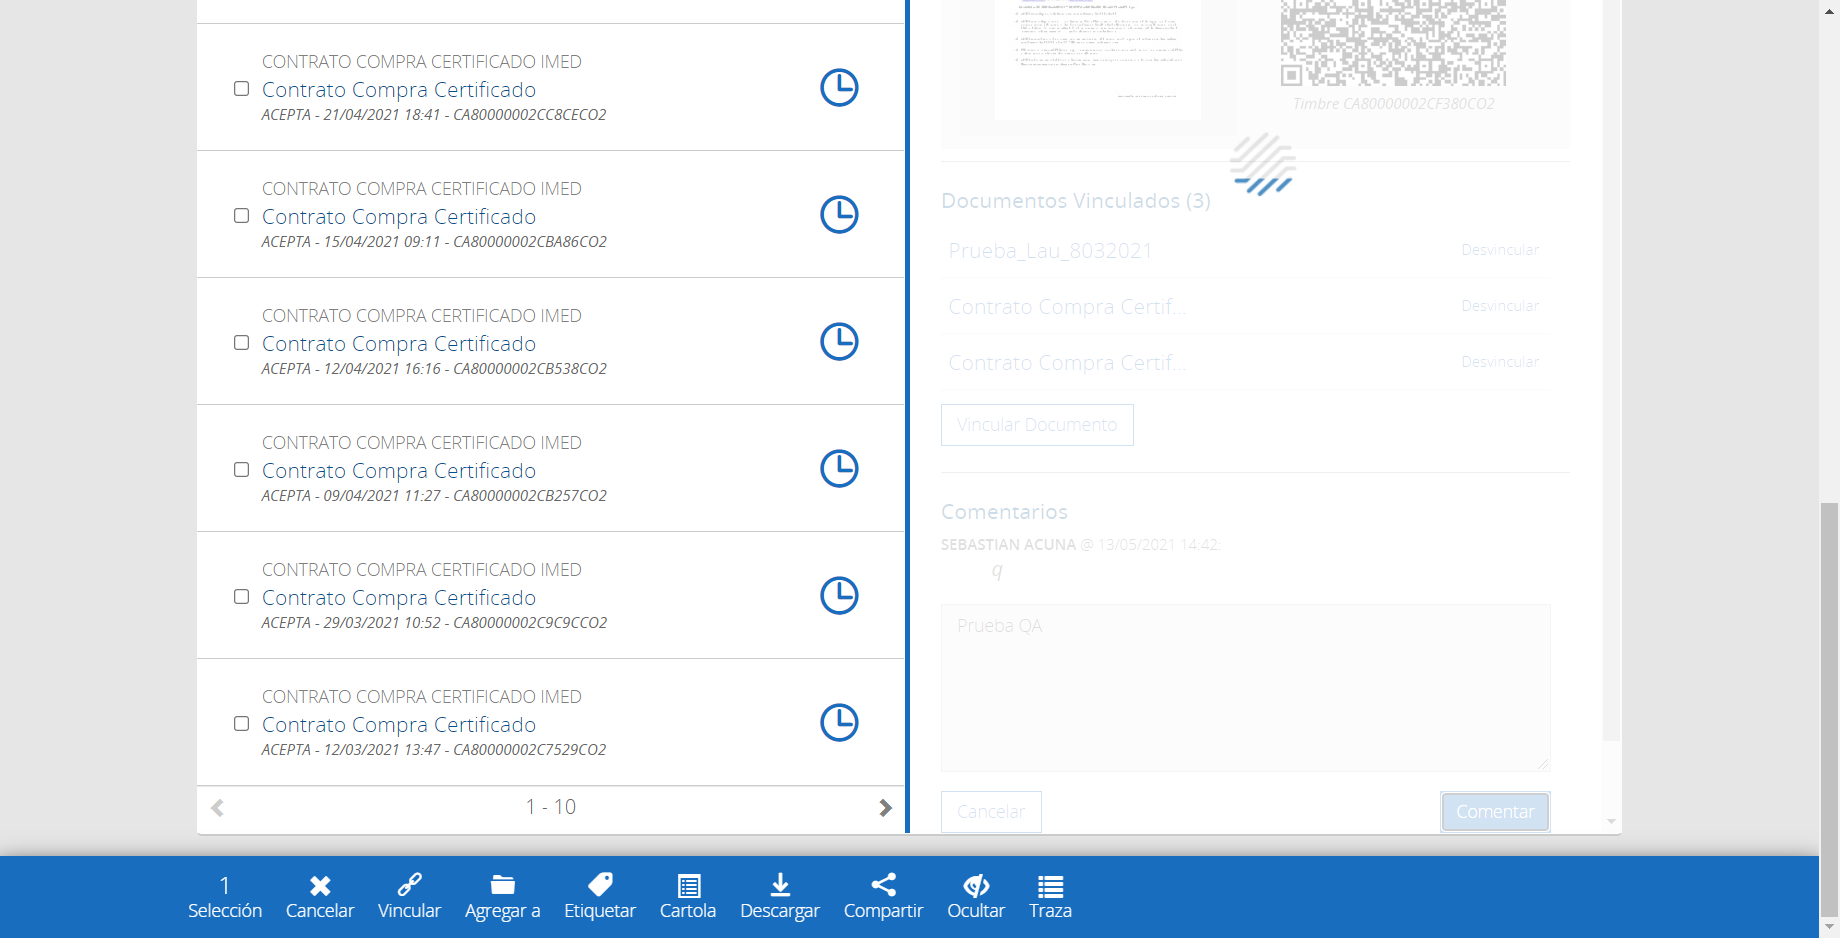 CONTRATO COMPRA CERTIFICADO IMED
Contrato Compra Certificado
ACEPTA - 21/04/2021 18:41 - CA80000002CC8CECO2
CONTRATO COMPRA CERTIFICADO IMED
Contrato Compra Certificado
ACEPTA - 15/04/2021 09:11 - CA80000002CBA86CO2
CONTRATO COMPRA CERTIFICADO IMED
Contrato Compra Certificado
ACEPTA - 12/04/2021 16:16 - CA80000002CB538CO2
CONTRATO COMPRA CERTIFICADO IMED
Contrato Compra Certificado
ACEPTA - 09/04/2021 11:27 - CA80000002CB257CO2
CONTRATO COMPRA CERTIFICADO IMED
Contrato Compra Certificado
ACEPTA - 29/03/2021 10:52 - CA80000002C9C9CCO2
CONTRATO COMPRA CERTIFICADO IMED
Contrato Compra Certificado
ACEPTA - 12/03/2021 13:47 - CA80000002C7529CO2
1 - 10
Timbre CA80000002CF380CO2
Documentos Vinculados (3)
Prueba_Lau_8032021 Desvincular
Contrato Compra Certif... Desvincular
Contrato Compra Certif... Desvincular
Vincular Documento
Comentarios
SEBASTIAN ACUNA @ 13/05/2021 14:42:
q
Prueba QA
Cancelar Comentar
1
Selección Cancelar Vincular Agregar a Etiquetar Cartola Descargar Compartir Ocultar Traza